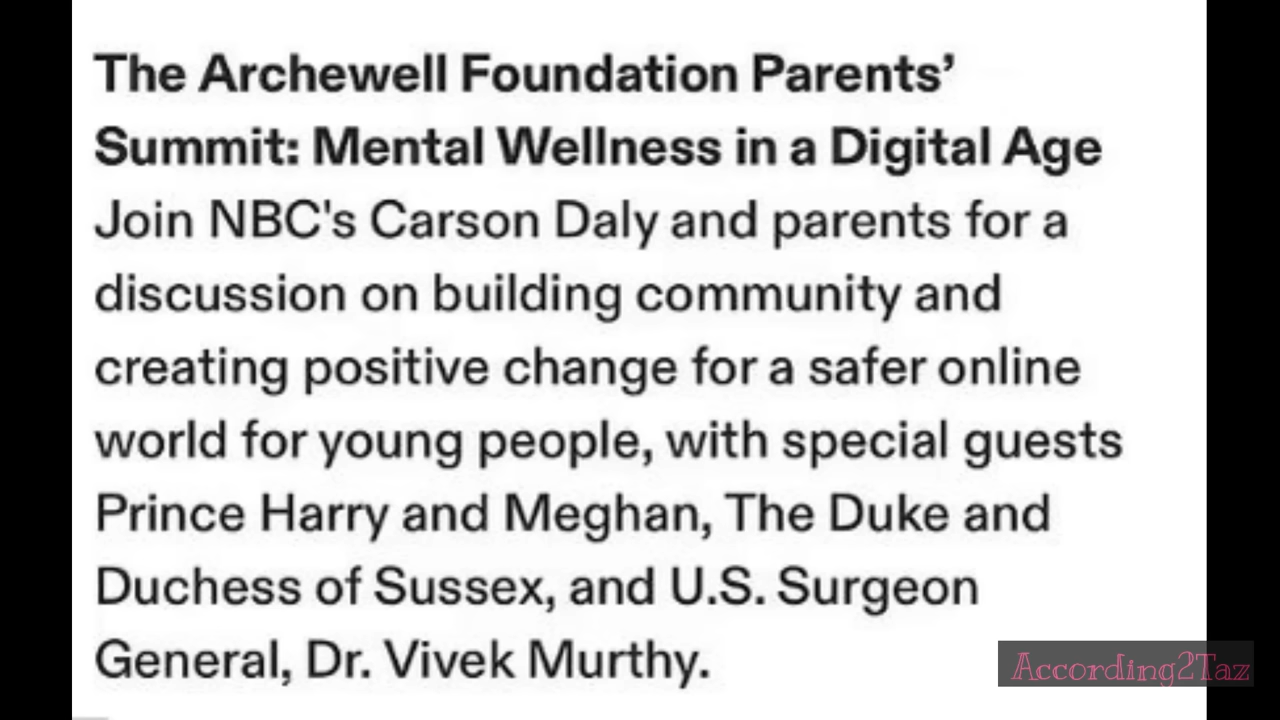 The Archewell Foundation Parents’
Summit: Mental Wellness in a Digital Age
Join NBC's Carson Daly and parents for a
discussion on building community and
creating positive change for a safer online
world for young people, with special guests
Prince Harry and Meghan, The Duke and
Duchess of Sussex, and U.S. Surgeon
General, Dr. Vivek Murthy.
According2Taz